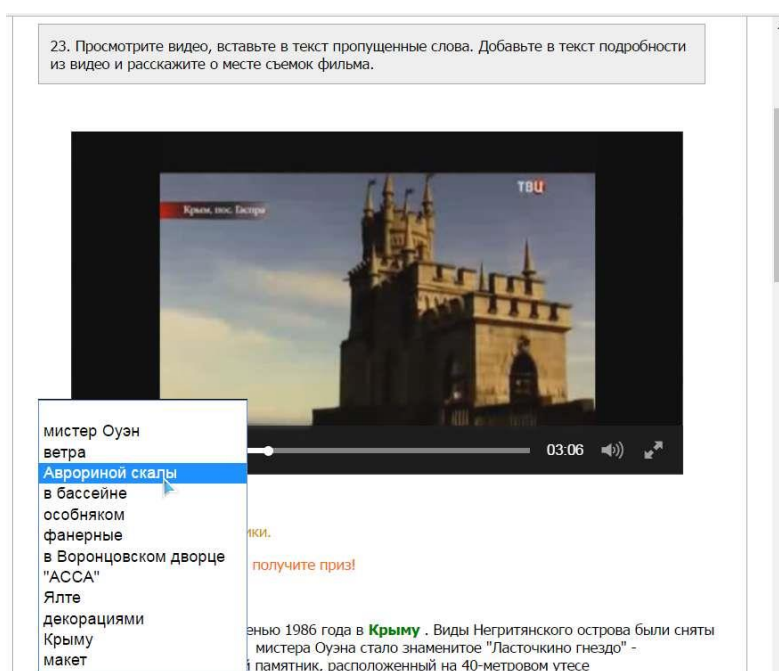 23. Просмотрите видео, вставьте в текст пропущенные слова. Добавьте в текст подробности
из видео и расскажите о месте съемок фильма.
ТВЦ
Крым, пос. Гаспра
03:06
мистер Оуэн
ветра
Аврориной скалы
в бассейне
особняком
фанерные
в Воронцовском дворце
"АССА"
Ялте
декорациями
Крыму
макет
получите приз!
1986 года в Крыму . Виды Негритянского острова были сняты
мистера Оуэна стало знаменитое "Ласточкино гнездо" -
памятник, расположенный на 40-метровом утесе